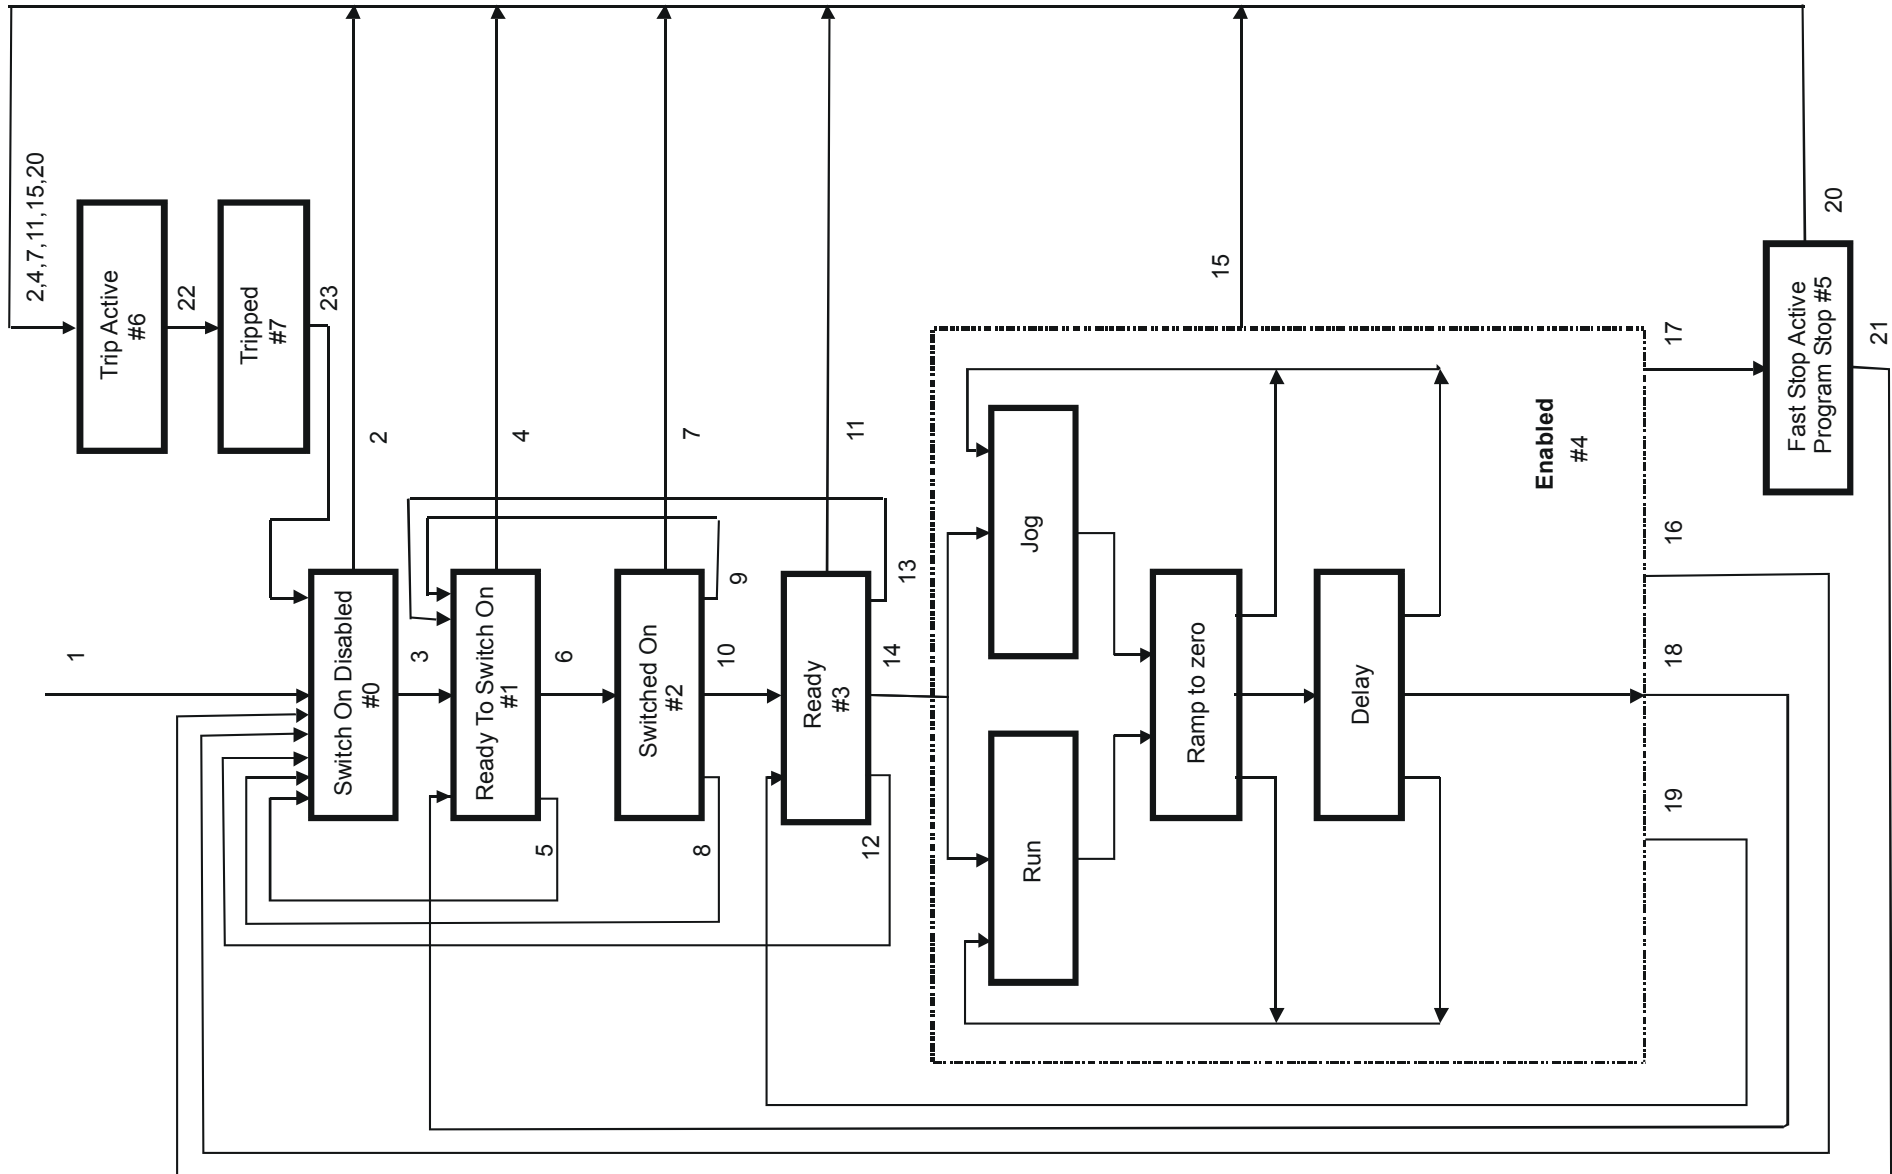 2,4,7,11,15,20
Trip Active
#6
22
Tripped
#7
23
1
Switch On Disabled
#0
2
3
Ready To Switch On
#1
4
5
6
Switched On
#2
7
8
9
10
Ready
#3
11
12
13
14
Jog
Run
Ramp to zero
Delay
Enabled
#4
15
16
17
18
19
Fast Stop Active
Program Stop #5
20
21